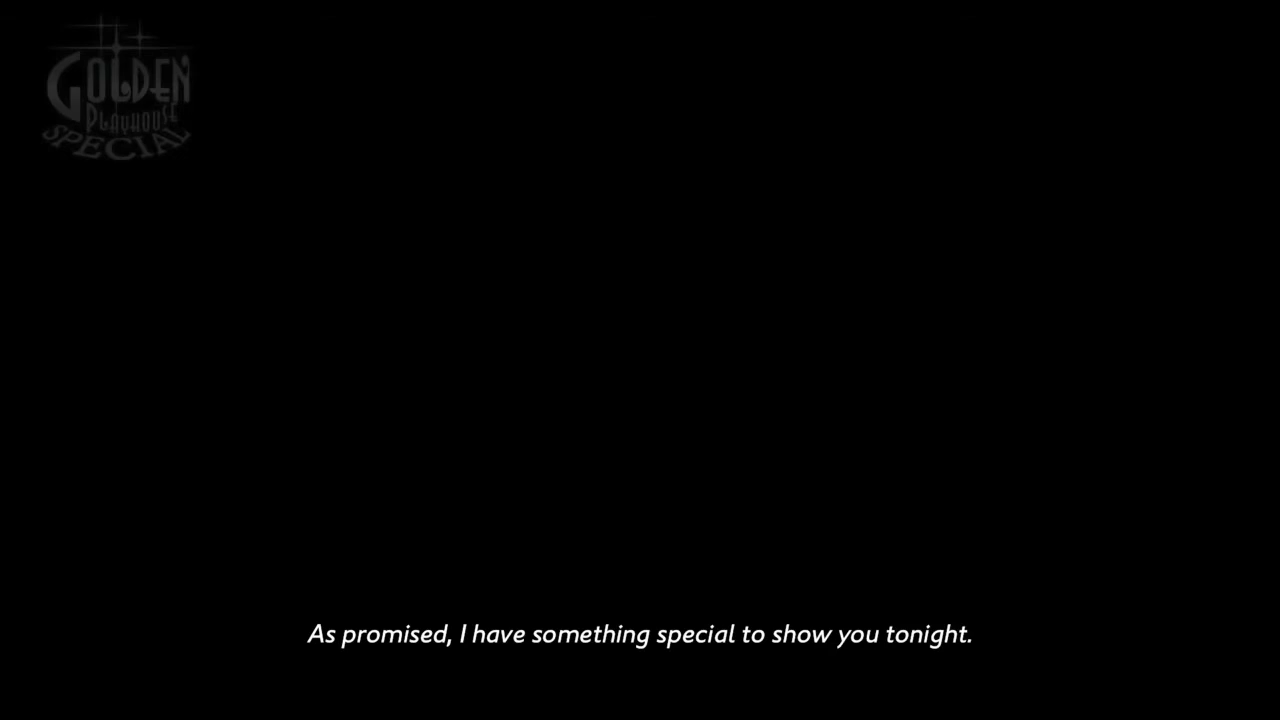 GOLDEN
PLAYHOUSE
SPECIAL
As promised, I have something special to show you tonight.